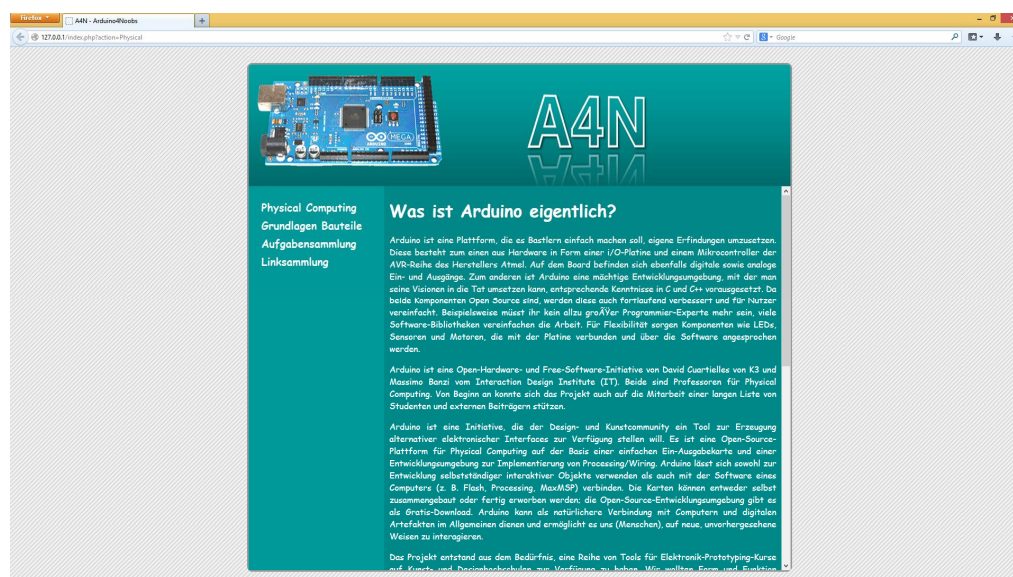 Firefox
A4N - Arduino4Noobs
127.0.0.1/index.php?action=Physical
Google
MEGA
ARDUINO
A4N
Physical Computing
Grundlagen Bauteile
Aufgabensammlung
Linksammlung
Was ist Arduino eigentlich?
Arduino ist eine Plattform, die es Bastlern einfach machen soll, eigene Erfindungen umzusetzen.
Diese besteht zum einen aus Hardware in Form einer i/O-Platine und einem Mikrocontroller der
AVR-Reihe des Herstellers Atmel. Auf dem Board befinden sich ebenfalls digitale sowie analoge
Ein- und Ausgänge. Zum anderen ist Arduino eine mächtige Entwicklungsumgebung, mit der man
seine Visionen in die Tat umsetzen kann, entsprechende Kenntnisse in C und C++ vorausgesetzt. Da
beide Komponenten Open Source sind, werden diese auch fortlaufend verbessert und für Nutzer
vereinfacht. Beispielsweise müsst ihr kein allzu groÃŸer Programmier-Experte mehr sein, viele
Software-Bibliotheken vereinfachen die Arbeit. Für Flexibilität sorgen Komponenten wie LEDs,
Sensoren und Motoren, die mit der Platine verbunden und über die Software angesprochen
werden.
Arduino ist eine Open-Hardware- und Free-Software-Initiative von David Cuartielles von K3 und
Massimo Banzi vom Interaction Design Institute (IT). Beide sind Professoren für Physical
Computing. Von Beginn an konnte sich das Projekt auch auf die Mitarbeit einer langen Liste von
Studenten und externen Beiträgern stützen.
Arduino ist eine Initiative, die der Design- und Kunstcommunity ein Tool zur Erzeugung
alternativer elektronischer Interfaces zur Verfügung stellen will. Es ist eine Open-Source-
Plattform für Physical Computing auf der Basis einer einfachen Ein-Ausgabekarte und einer
Entwicklungsumgebung zur Implementierung von Processing/Wiring. Arduino lässt sich sowohl zur
Entwicklung selbstständiger interaktiver Objekte verwenden als auch mit der Software eines
Computers (z. B. Flash, Processing, MaxMSP) verbinden. Die Karten können entweder selbst
zusammengebaut oder fertig erworben werden; die Open-Source-Entwicklungsumgebung gibt es
als Gratis-Download. Arduino kann als natürlichere Verbindung mit Computern und digitalen
Artefakten im Allgemeinen dienen und ermöglicht es uns (Menschen), auf neue, unvorhergesehene
Weisen zu interagieren.
Das Projekt entstand aus dem Bedürfnis, eine Reihe von Tools für Elektronik-Prototyping-Kurse
auf Kunst- und Designhochschulen zur Verfügung zu haben. Wir wollten Form und Funktion